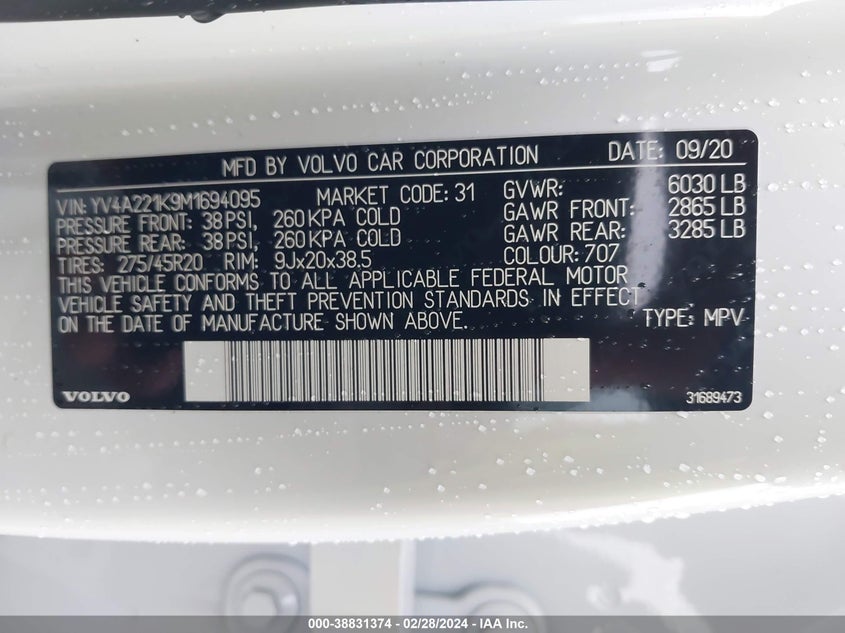 MFD BY VOLVO CAR CORPORATION DATE: 09/20
VIN: YV4A221K9M1694095 MARKET CODE: 31 GVWR: 6030 LB
PRESSURE FRONT: 38 PSI, 260 KPA COLD GAWR FRONT: 2865 LB
PRESSURE REAR: 38 PSI, 260 KPA COLD GAWR REAR: 3285 LB
TIRES: 275/45R20 RIM: 9Jx20x38.5 COLOUR: 707
THIS VEHICLE CONFORMS TO ALL APPLICABLE FEDERAL MOTOR
VEHICLE SAFETY AND THEFT PREVENTION STANDARDS IN EFFECT
ON THE DATE OF MANUFACTURE SHOWN ABOVE. TYPE: MPV
VOLVO 31689473
000-38831374 - 02/28/2024 - IAA Inc.